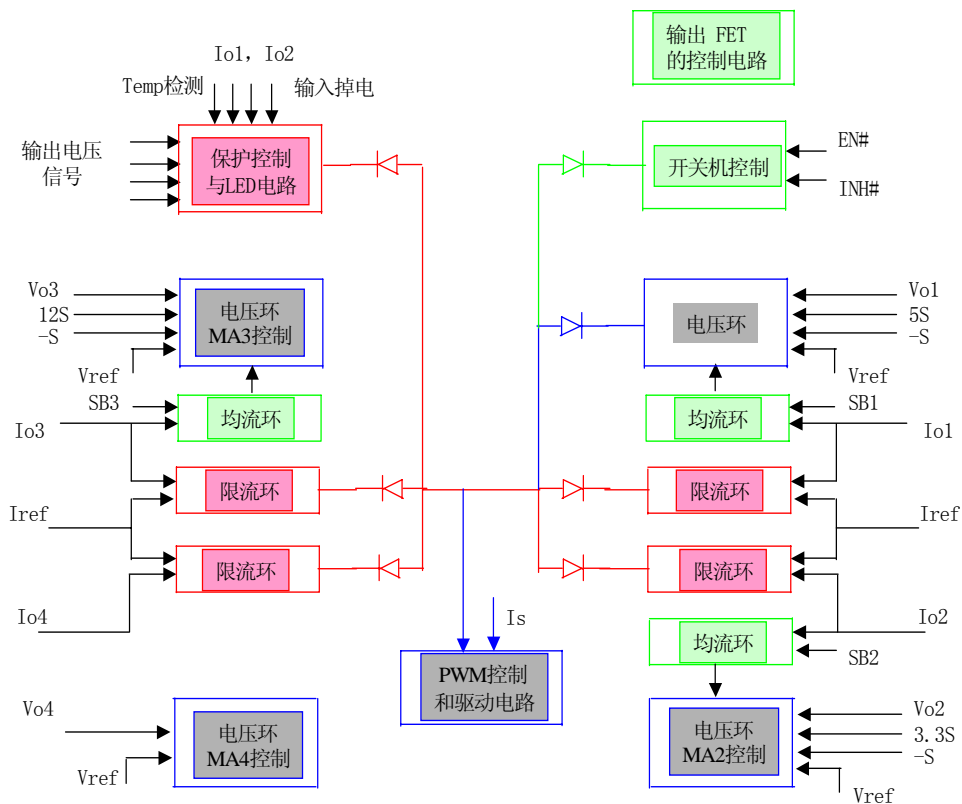 输出 FET
的控制电路
Io1, Io2
Temp检测
输入掉电
输出电压
信号
保护控制
与LED电路
开关机控制
EN#
INH#
Vo3
12S
-S
Vref
电压环
MA3控制
电压环
Vo1
5S
-S
Vref
SB3
均流环
均流环
SB1
Io3
Io1
限流环
限流环
Iref
Iref
限流环
限流环
Io4
Is
Io2
均流环
SB2
PWM控制
和驱动电路
Vo4
Vref
电压环
MA4控制
电压环
MA2控制
Vo2
3.3S
-S
Vref